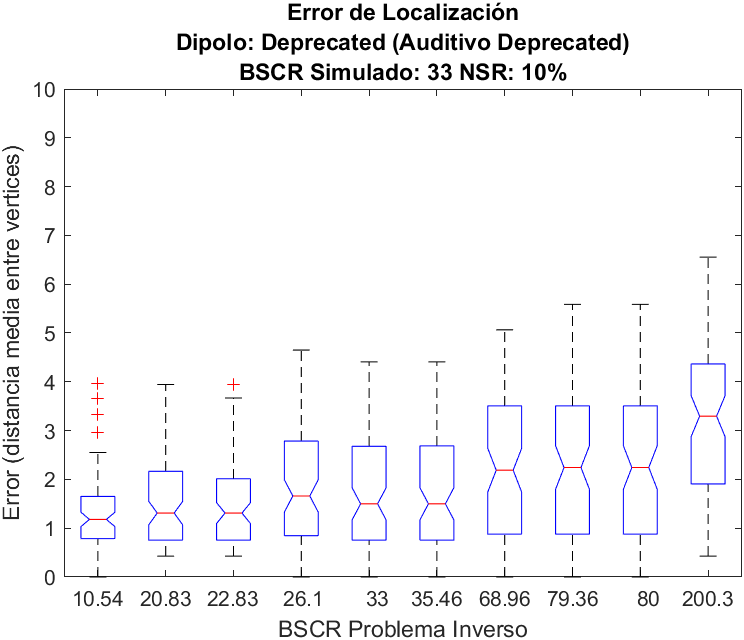 Error de Localización
Dipolo: Deprecated (Auditivo Deprecated)
BSCR Simulado: 33 NSR: 10%
Error (distancia media entre vertices)
10
9
8
7
6
5
4
3
2
1
0
10.54 20.83 22.83 26.1 33 35.46 68.96 79.36 80 200.3
BSCR Problema Inverso